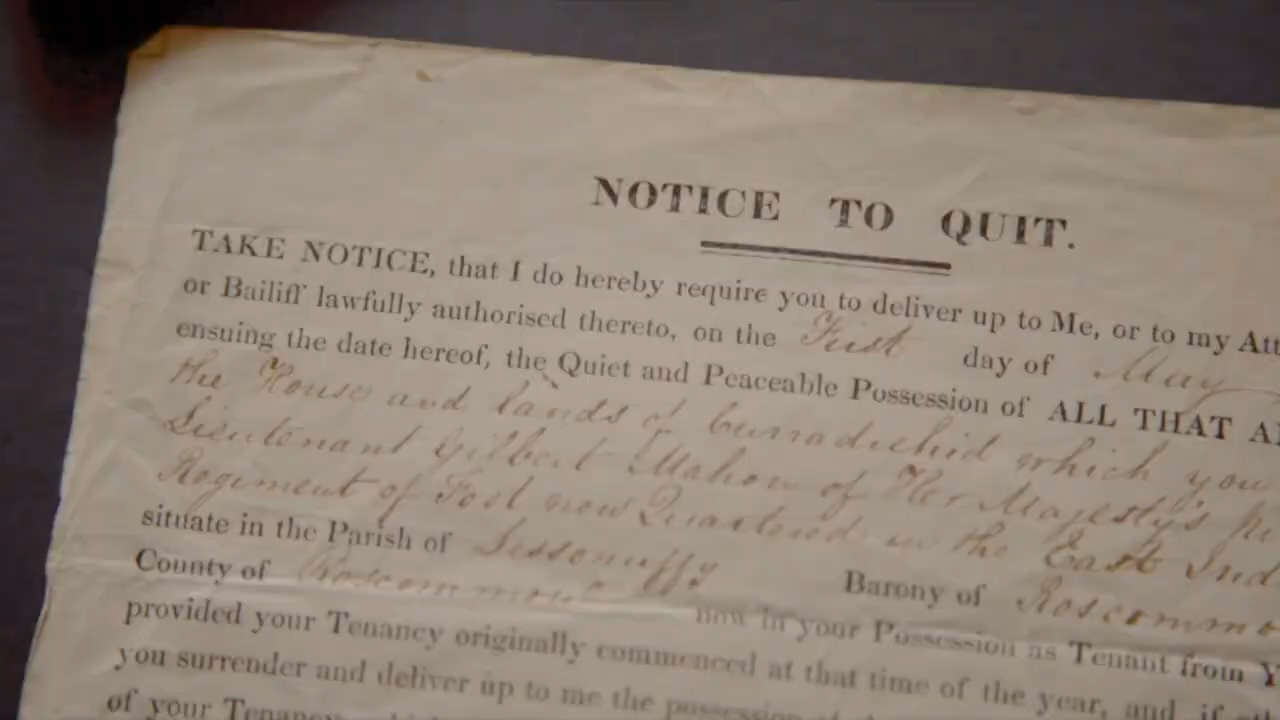 NOTICE TO QUIT.
TAKE NOTICE, that I do hereby require you to deliver up to Me, or to my Att
or Bailiff lawfully authorised thereto, on the First day of May
ensuing the date hereof, the Quiet and Peaceable Possession of ALL THAT A
the House and lands of which you
Lieutenant Gilbert Mahon of Her Majesty's
Regiment of Foot now Quartered in the East Ind
situate in the Parish of Lissonuffy Barony of Roscommo
County of Roscommon now in your Possession as Tenant from Y
provided your Tenancy originally commenced at that time of the year, and, if oth
you surrender and deliver up to me the possession
of your Tenancy